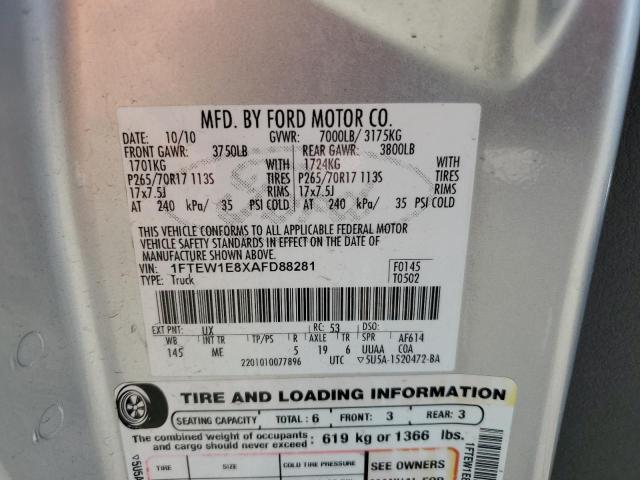 MFD. BY FORD MOTOR CO.
DATE: 10/10 GVWR: 7000LB/ 3175KG
FRONT GAWR: 3750LB REAR GAWR: 3800LB
1701KG WITH 1724KG WITH
P265/70R17 113S TIRES P265/70R17 113S TIRES
17x7.5J RIMS 17x7.5J RIMS
AT 240 kPa/ 35 PSI COLD AT 240 kPa/ 35 PSI COLD
THIS VEHICLE CONFORMS TO ALL APPLICABLE FEDERAL MOTOR
VEHICLE SAFETY STANDARDS IN EFFECT ON THE DATE OF
MANUFACTURE SHOWN ABOVE.
VIN: 1FTEW1E8XAFD88281 F0145
TYPE: Truck T0502
EXT PNT: UX RC: 53 DSO:
WB TP/PS R AXLE TR SPR AF614
145 ME 5 19 6 UUAA COA
2201010077896 UTC ▽5U5A-1520472-BA
TIRE AND LOADING INFORMATION
SEATING CAPACITY TOTAL: 6 FRONT: 3 REAR: 3
The combined weight of occupants
and cargo should never exceed: 619 kg or 1366 lbs.
TIRE SIZE COLD TIRE PRESSURE SEE OWNERS
▽5U5A
1FTEW1E8
Ford